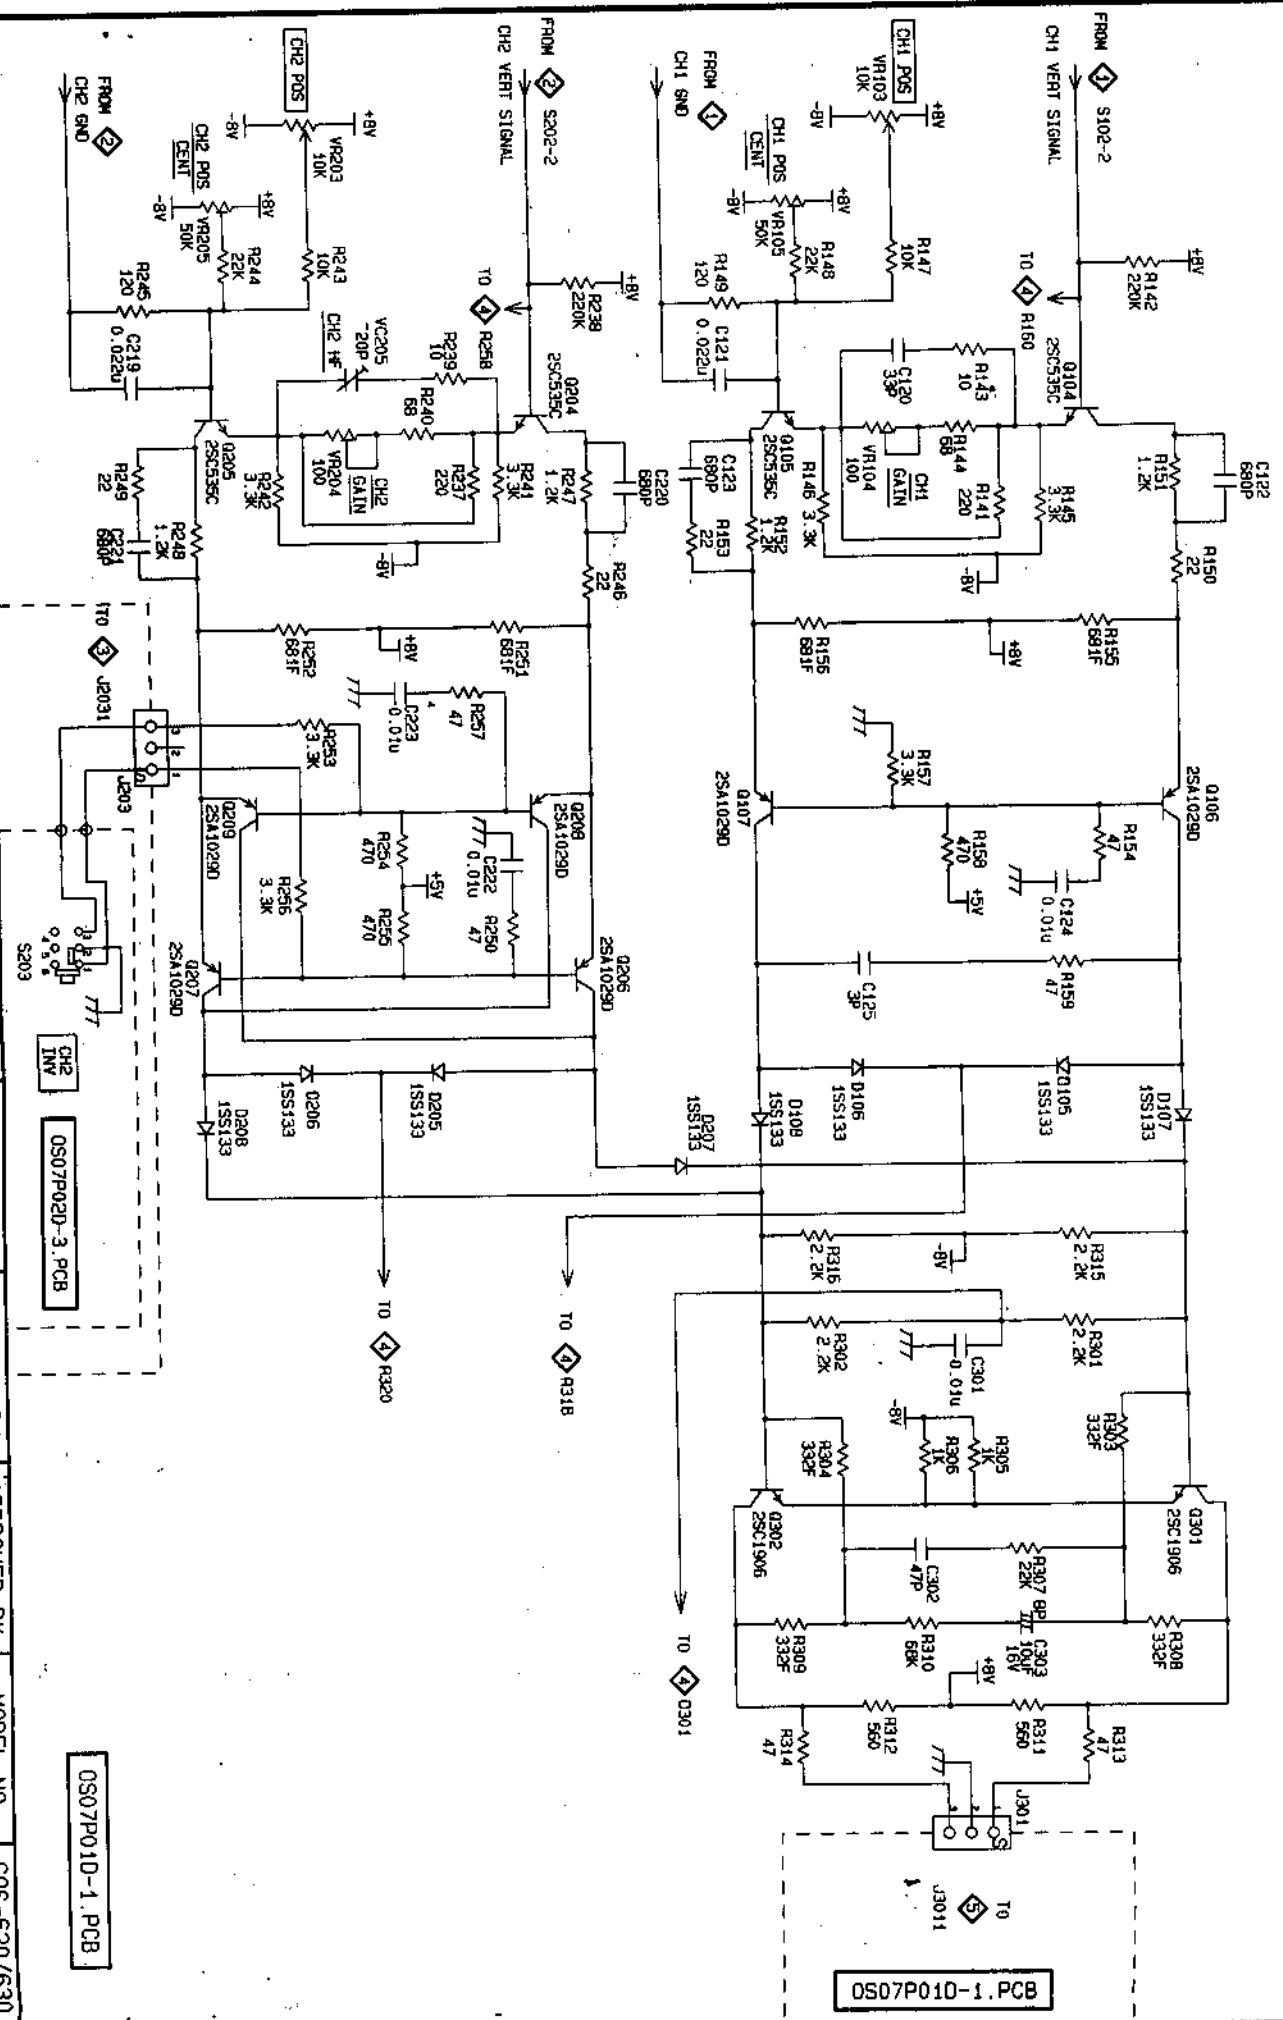 FROM 1 S102-2
CH1 VERT SIGNAL
+8V
R142
220K
TO 4 R160
Q104
2SC535C
CH1 POS
VR103
10K
+8V
-8V
R147
10K
CH1 POS
CENT
VR105
50K
+8V
-8V
R148
22K
FROM 1
CH1 GND
R149
120
C121
0.022u
R143
10
C120
33P
R144
68
VR104
100
CH1
GAIN
R141
220
R145
3.3K
R146 3.3K
-8V
Q105
2SC535C
C122
680P
R151
1.2K
R150
22
C123
680P
R152
1.2K
R153
22
R155
681F
+8V
R156
681F
Q106
2SA1029D
R157
3.3K
R154
47
R158
470
+5V
C124
0.01u
Q107
2SA1029D
R159
47
C125
3P
D105
1SS133
D106
1SS133
D107
1SS133
D108
1SS133
D207
1SS133
R315
2.2K
-8V
R316
2.2K
R301
2.2K
C301
0.01u
R302
2.2K
R303
332F
R305
1K
R306
1K
-8V
R304
332F
Q301
2SC1906
Q302
2SC1906
R307
22K
C302
47P
R308
332F
BP
C303
10uF
16V
R310
68K
R309
332F
+8V
R311
560
R312
560
R313
47
R314
47
J301
1
2
3
S
TO
5
J3011
OS07P01D-1.PCB
TO 4 R318
TO 4 R320
TO 4 D301
FROM 2 S202-2
CH2 VERT SIGNAL
+8V
R238
220K
TO 4 R258
Q204
2SC535C
CH2 POS
VR203
10K
+8V
-8V
R243
10K
CH2 POS
CENT
VR205
50K
+8V
-8V
R244
22K
FROM 2
CH2 GND
R245
120
C219
0.022u
R239
10
VC205
-20P
CH2 HF
R240
68
VR204
100
CH2
GAIN
R237
220
R241
3.3K
R242
3.3K
-8V
Q205
2SC535C
C220
680P
R247
1.2K
R246
22
R249
22
R248
1.2K
C221
680P
R251
681F
+8V
R252
681F
R257
47
C223
0.01u
R253
3.3K
Q208
2SA1029D
Q209
2SA1029D
R254
470
+5V
R255
470
C222
0.01u
R250
47
R256
3.3K
Q206
2SA1029D
Q207
2SA1029D
D205
1SS133
D206
1SS133
D208
1SS133
TO 3 J2031
J203
3
2
1
S
S203
1
2
3
4
5
6
CH2
INV
OS07P02D-3.PCB
OS07P01D-1.PCB
MODEL NO.